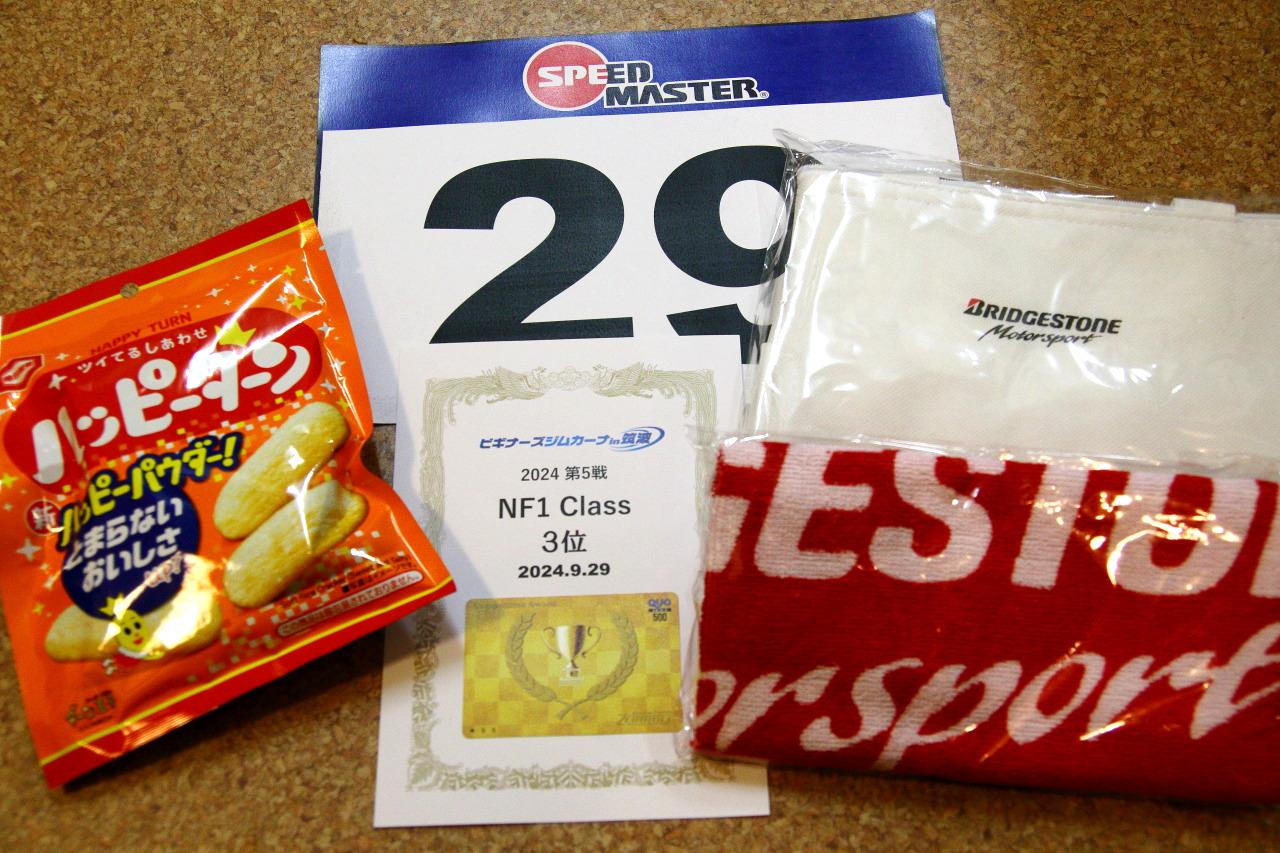 SPEED
MASTER®
29
HAPPY TURN
ツイてるしあわせ
ハッピーターン
新
ハッピーパウダー!
とまらない
おいしさ
BRIDGESTONE
Motorsport
ビギナーズジムカーナin筑波
2024 第5戦
NF1 Class
3位
2024.9.29
QUO
500
GESTO
orsport